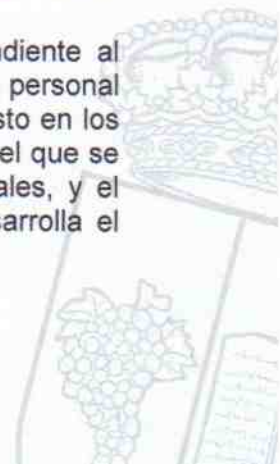 ndiente al
personal
sto en los
el que se
ales, y el
sarrolla el